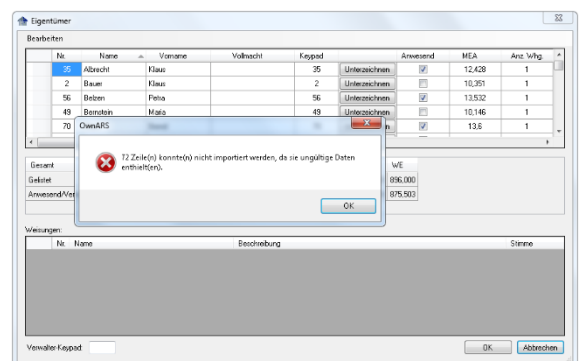 Eigentümer
Bearbeiten
Nr. Name Vorname Vollmacht Keypad Anwesend MEA Anz. Whg.
35 Albrecht Klaus 35 Unterzeichnen 12,428 1
2 Bauer Klaus 2 Unterzeichnen 10,351 1
56 Belzen Petra 56 Unterzeichnen 13,532 1
49 Bernstein Maria 49 Unterzeichnen 10,146 1
70 13,6 1
OwnARS
72 Zeile(n) konnte(n) nicht importiert werden, da sie ungültige Daten
enthielt(en).
OK
Gesamt WE
Gelistet 896,000
Anwesend/Ver 875,503
Weisungen:
Nr. Name Beschreibung Stimme
Verwalter-Keypad: OK Abbrechen